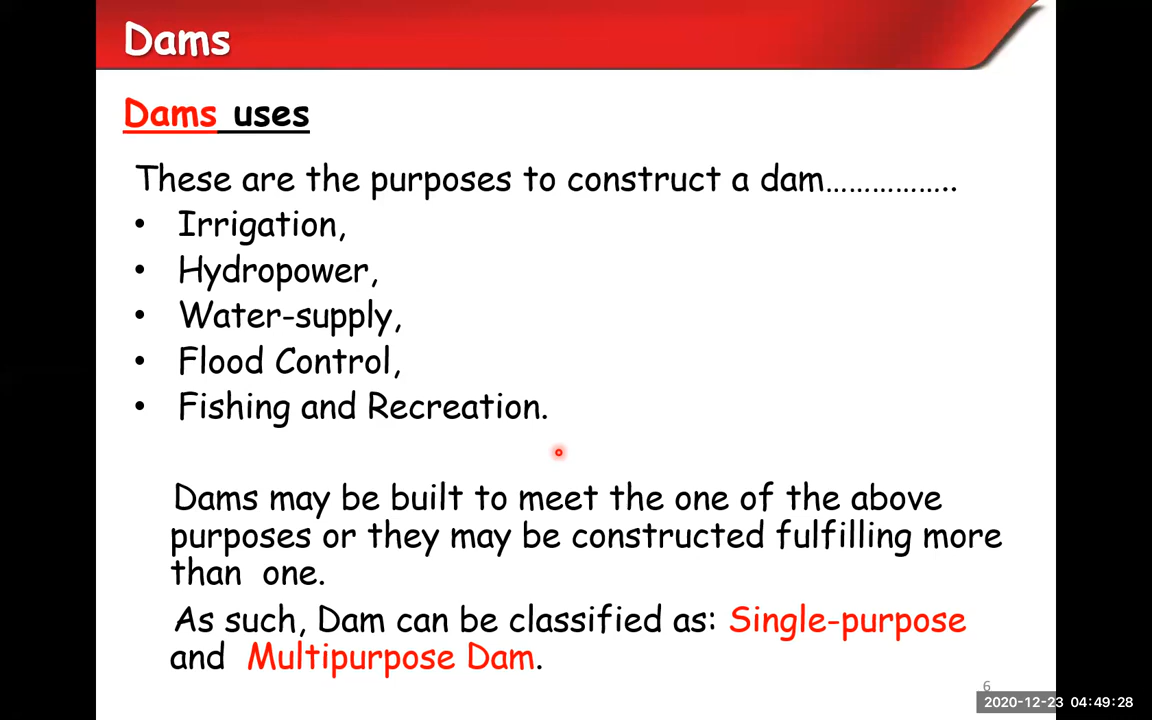 Dams
Dams uses
These are the purposes to construct a dam……………..
• Irrigation,
• Hydropower,
• Water-supply,
• Flood Control,
• Fishing and Recreation.
Dams may be built to meet the one of the above
purposes or they may be constructed fulfilling more
than one.
As such, Dam can be classified as: Single-purpose
and Multipurpose Dam.
6
2020-12-23 04:49:28